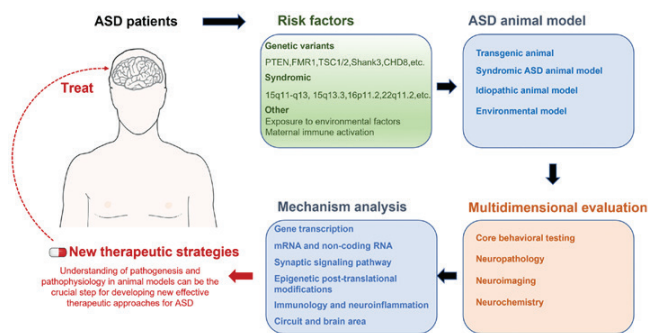 ASD patients
Risk factors
ASD animal model
Genetic variants
PTEN,FMR1,TSC1/2,Shank3,CHD8,etc.
Syndromic
15q11-q13, 15q13.3,16p11.2,22q11.2,etc.
Other
Exposure to environmental factors
Maternal immune activation
Transgenic animal
Syndromic ASD animal model
Idiopathic animal model
Environmental model
Treat
Mechanism analysis
Multidimensional evaluation
Gene transcription
mRNA and non-coding RNA
Synaptic signaling pathway
Epigenetic post-translational
modifications
Immunology and neuroinflammation
Circuit and brain area
Core behavioral testing
Neuropathology
Neuroimaging
Neurochemistry
New therapeutic strategies
Understanding of pathogenesis and
pathophysiology in animal models can be the
crucial step for developing new effective
therapeutic approaches for ASD